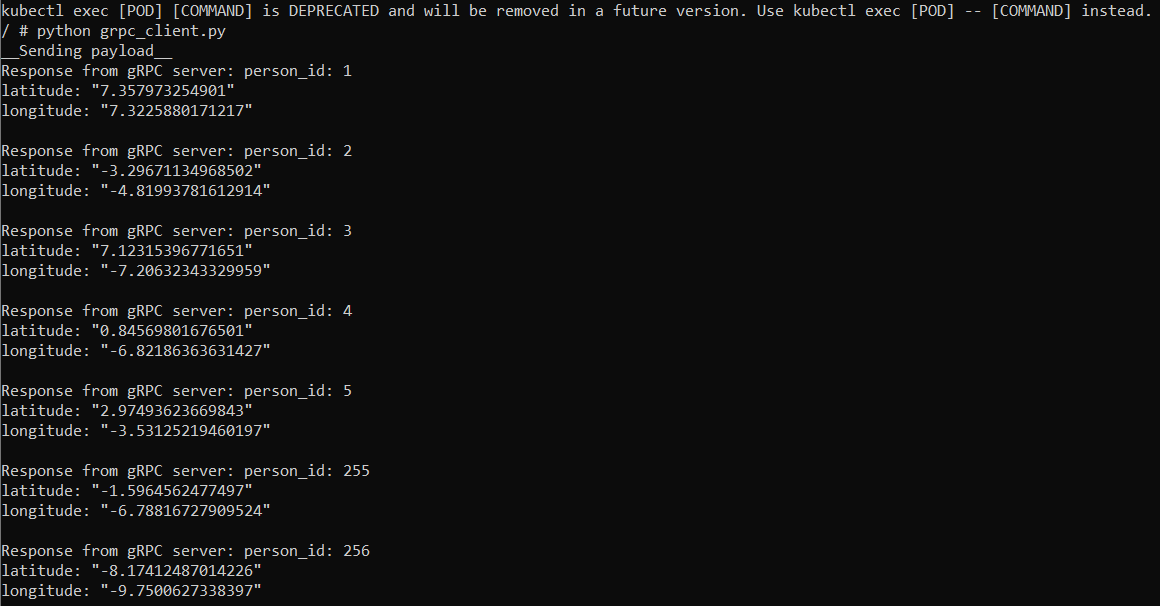 kubectl exec [POD] [COMMAND] is DEPRECATED and will be removed in a future version. Use kubectl exec [POD] -- [COMMAND] instead.
/ # python grpc_client.py
__Sending payload__
Response from gRPC server: person_id: 1
latitude: "7.357973254901"
longitude: "7.3225880171217"

Response from gRPC server: person_id: 2
latitude: "-3.29671134968502"
longitude: "-4.81993781612914"

Response from gRPC server: person_id: 3
latitude: "7.12315396771651"
longitude: "-7.20632343329959"

Response from gRPC server: person_id: 4
latitude: "0.84569801676501"
longitude: "-6.82186363631427"

Response from gRPC server: person_id: 5
latitude: "2.97493623669843"
longitude: "-3.53125219460197"

Response from gRPC server: person_id: 255
latitude: "-1.5964562477497"
longitude: "-6.78816727909524"

Response from gRPC server: person_id: 256
latitude: "-8.17412487014226"
longitude: "-9.7500627338397"